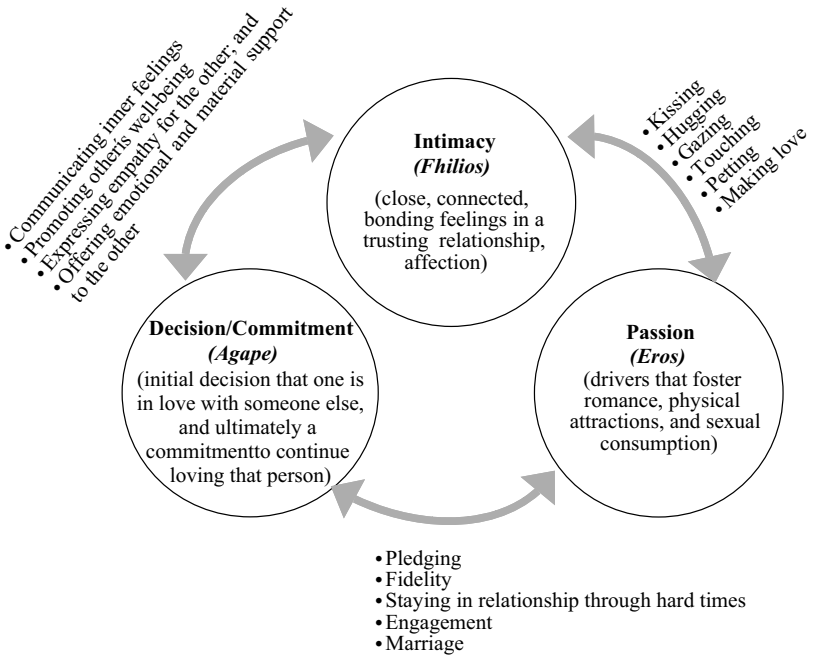 •Communicating inner feelings
•Promoting otheris well-being
•Expressing empathy for the other; and
•Offering emotional and material support
to the other
Intimacy
(Fhilios)
(close, connected,
bonding feelings in a
trusting relationship,
affection)
•Kissing
•Hugging
•Gazing
•Touching
•Petting
•Making love
Decision/Commitment
(Agape)
(initial decision that one is
in love with someone else,
and ultimately a
commitmentto continue
loving that person)
Passion
(Eros)
(drivers that foster
romance, physical
attractions, and sexual
consumption)
•Pledging
•Fidelity
•Staying in relationship through hard times
•Engagement
•Marriage